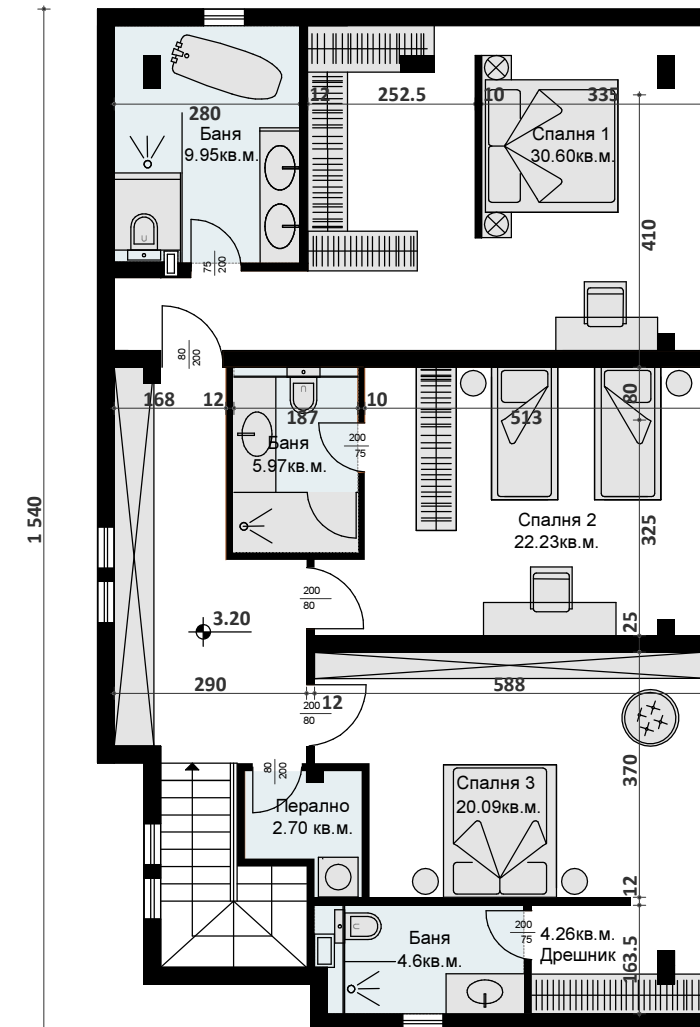 12
252.5
10
335
280
Баня
9.95кв.м.
Спалня 1
30.60кв.м.
410
75
200
80
200
168
12
187
10
513
80
Баня
5.97кв.м.
200
75
1 540
Спалня 2
22.23кв.м.
325
200
80
3.20
25
290
200
80
12
588
80
200
370
Спалня 3
20.09кв.м.
Перално
2.70 кв.м.
12
Баня
4.6кв.м.
200
75
4.26кв.м.
Дрешник
163.5